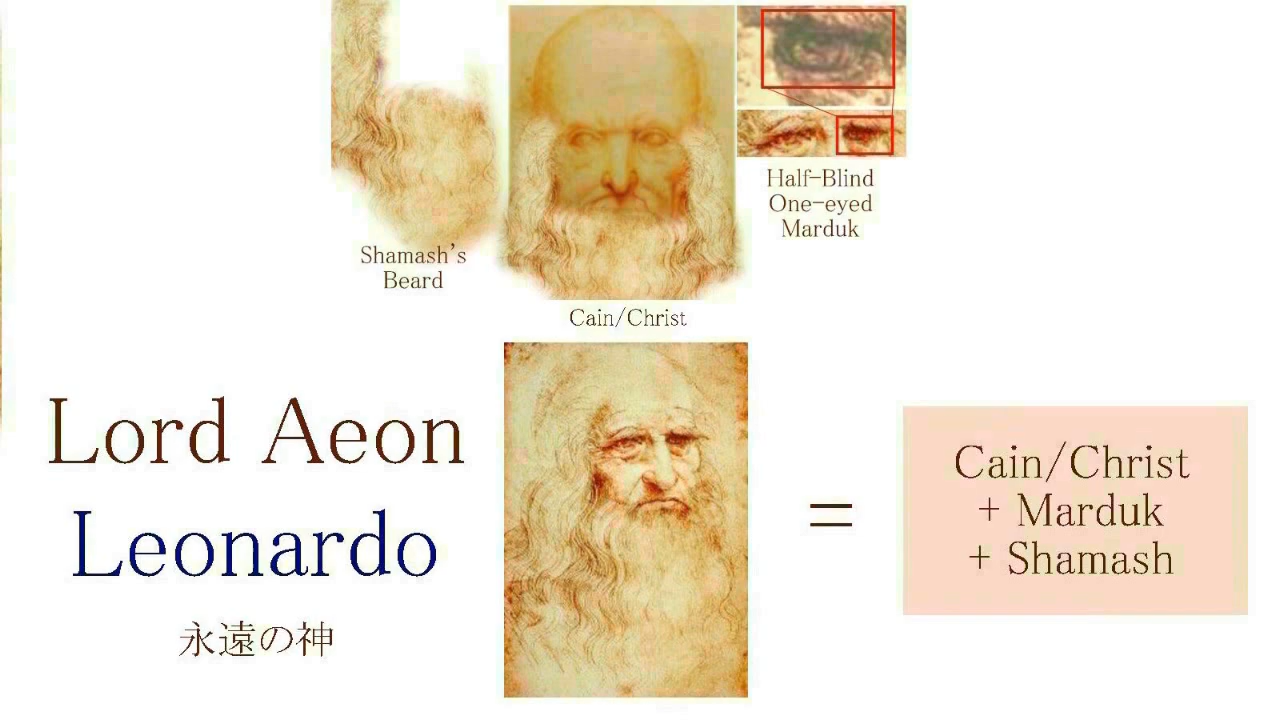 Shamash's
Beard
Cain/Christ
Half-Blind
One-eyed
Marduk
Lord Aeon
Leonardo
永遠の神
=
Cain/Christ
+ Marduk
+ Shamash